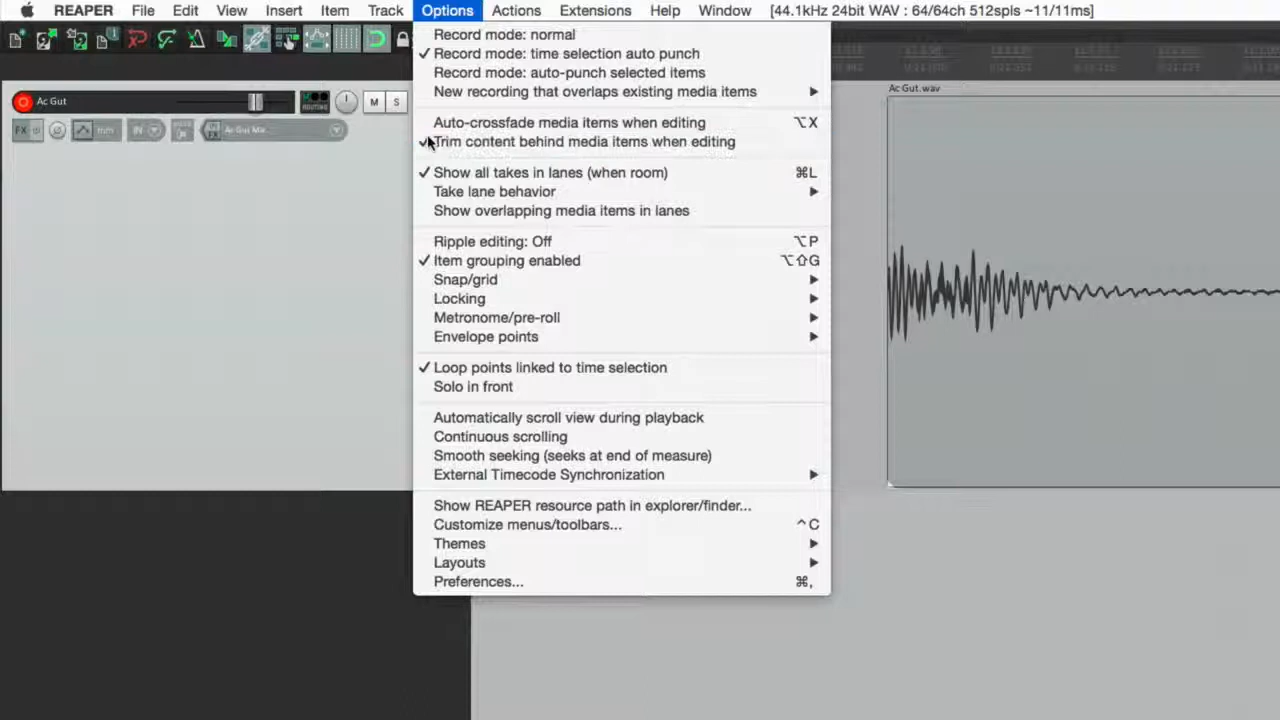 REAPER File Edit View Insert Item Track Options Actions Extensions Help Window [44.1kHz 24bit WAV : 64/64ch 512spls ~11/11ms]
Record mode: normal
✓ Record mode: time selection auto punch
Record mode: auto-punch selected items
New recording that overlaps existing media items
Auto-crossfade media items when editing ⌥X
✓ Trim content behind media items when editing
✓ Show all takes in lanes (when room) ⌘L
Take lane behavior
Show overlapping media items in lanes
Ripple editing: Off ⌥P
✓ Item grouping enabled ⌥⇧G
Snap/grid
Locking
Metronome/pre-roll
Envelope points
✓ Loop points linked to time selection
Solo in front
Automatically scroll view during playback
Continuous scrolling
Smooth seeking (seeks at end of measure)
External Timecode Synchronization
Show REAPER resource path in explorer/finder...
Customize menus/toolbars... ^C
Themes
Layouts
Preferences... ⌘,
Ac Gut
ROUTING
M S
FX
trim
IN
Ac Gut.wav